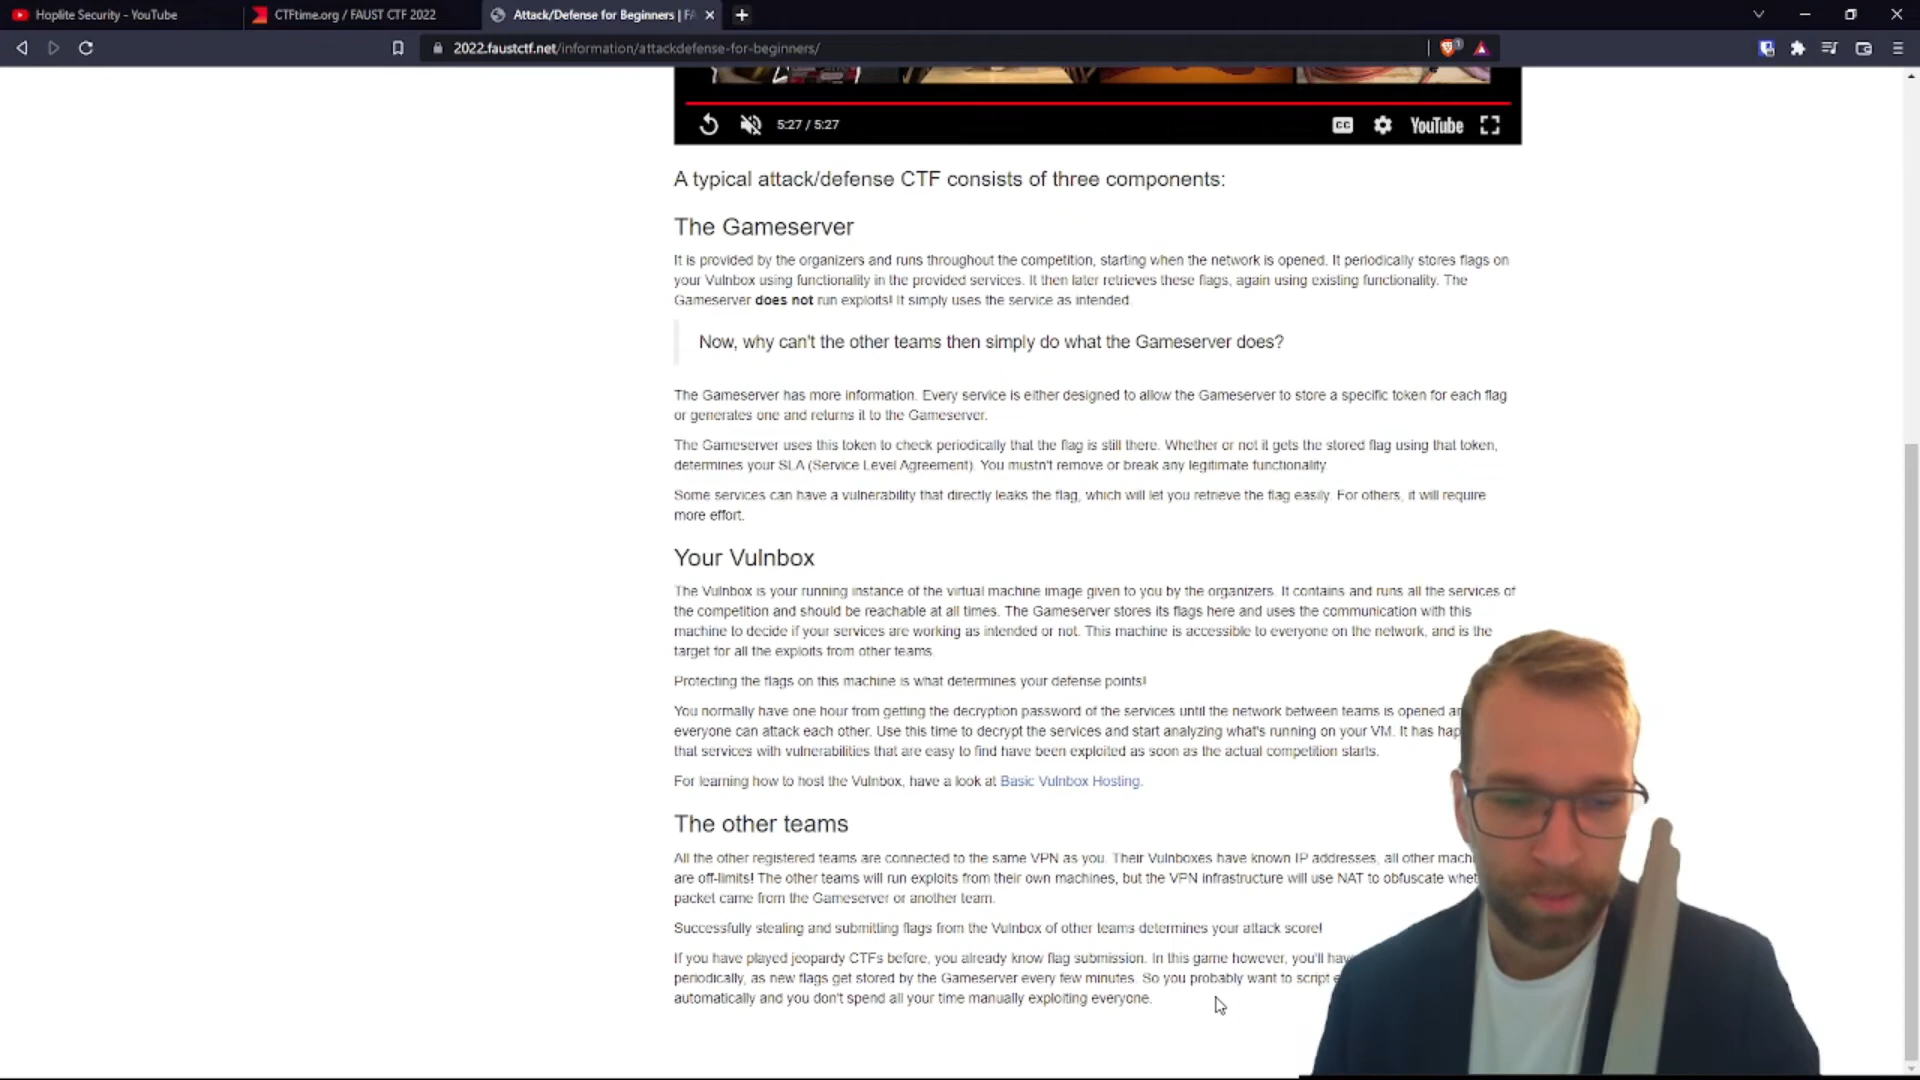 Hoplite Security - YouTube
CTFtime.org / FAUST CTF 2022
Attack/Defense for Beginners | FA
2022.faustctf.net/information/attackdefense-for-beginners/
1
5:27 / 5:27
CC
YouTube
A typical attack/defense CTF consists of three components:
The Gameserver
It is provided by the organizers and runs throughout the competition, starting when the network is opened. It periodically stores flags on
your Vulnbox using functionality in the provided services. It then later retrieves these flags, again using existing functionality. The
Gameserver does not run exploits! It simply uses the service as intended.
Now, why can't the other teams then simply do what the Gameserver does?
The Gameserver has more information. Every service is either designed to allow the Gameserver to store a specific token for each flag
or generates one and returns it to the Gameserver.
The Gameserver uses this token to check periodically that the flag is still there. Whether or not it gets the stored flag using that token,
determines your SLA (Service Level Agreement). You mustn't remove or break any legitimate functionality
Some services can have a vulnerability that directly leaks the flag, which will let you retrieve the flag easily. For others, it will require
more effort.
Your Vulnbox
The Vulnbox is your running instance of the virtual machine image given to you by the organizers. It contains and runs all the services of
the competition and should be reachable at all times. The Gameserver stores its flags here and uses the communication with this
machine to decide if your services are working as intended or not. This machine is accessible to everyone on the network, and is the
target for all the exploits from other teams.
Protecting the flags on this machine is what determines your defense points!
You normally have one hour from getting the decryption password of the services until the network between teams is opened
everyone can attack each other. Use this time to decrypt the services and start analyzing what's running on your VM. It has
that services with vulnerabilities that are easy to find have been exploited as soon as the actual competition starts.
For learning how to host the Vulnbox, have a look at Basic Vulnbox Hosting.
The other teams
All the other registered teams are connected to the same VPN as you. Their Vulnboxes have known IP addresses, all other
are off-limits! The other teams will run exploits from their own machines, but the VPN infrastructure will use NAT to obfuscate
packet came from the Gameserver or another team.
Successfully stealing and submitting flags from the Vulnbox of other teams determines your attack score!
If you have played jeopardy CTFs before, you already know flag submission. In this game however, you'll
periodically, as new flags get stored by the Gameserver every few minutes. So you probably want to script
automatically and you don't spend all your time manually exploiting everyone.